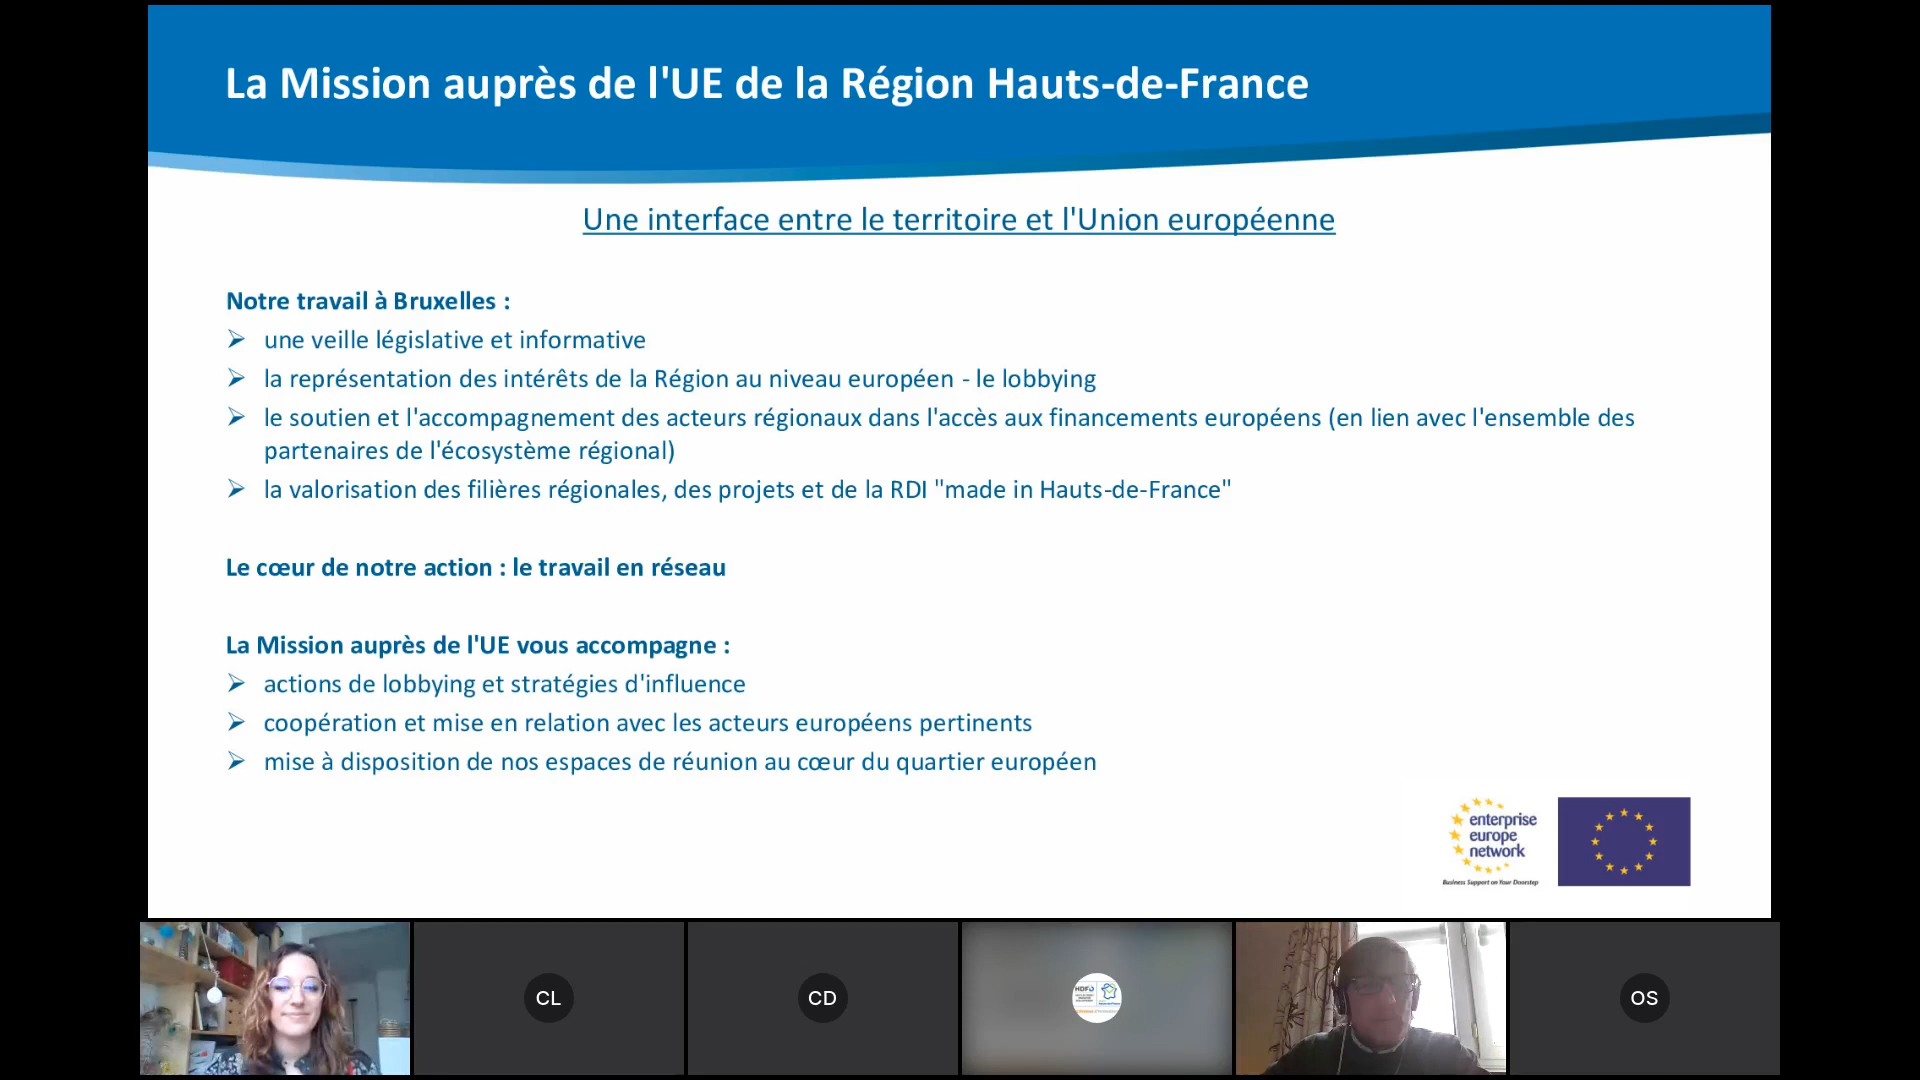 La Mission auprès de l'UE de la Région Hauts-de-France
Une interface entre le territoire et l'Union européenne
Notre travail à Bruxelles :
➢ une veille législative et informative
➢ la représentation des intérêts de la Région au niveau européen - le lobbying
➢ le soutien et l'accompagnement des acteurs régionaux dans l'accès aux financements européens (en lien avec l'ensemble des
partenaires de l'écosystème régional)
➢ la valorisation des filières régionales, des projets et de la RDI "made in Hauts-de-France"
Le cœur de notre action : le travail en réseau
La Mission auprès de l'UE vous accompagne :
➢ actions de lobbying et stratégies d'influence
➢ coopération et mise en relation avec les acteurs européens pertinents
➢ mise à disposition de nos espaces de réunion au cœur du quartier européen
enterprise
europe
network
Business Support on Your Doorstep
CL
CD
HDF
OS